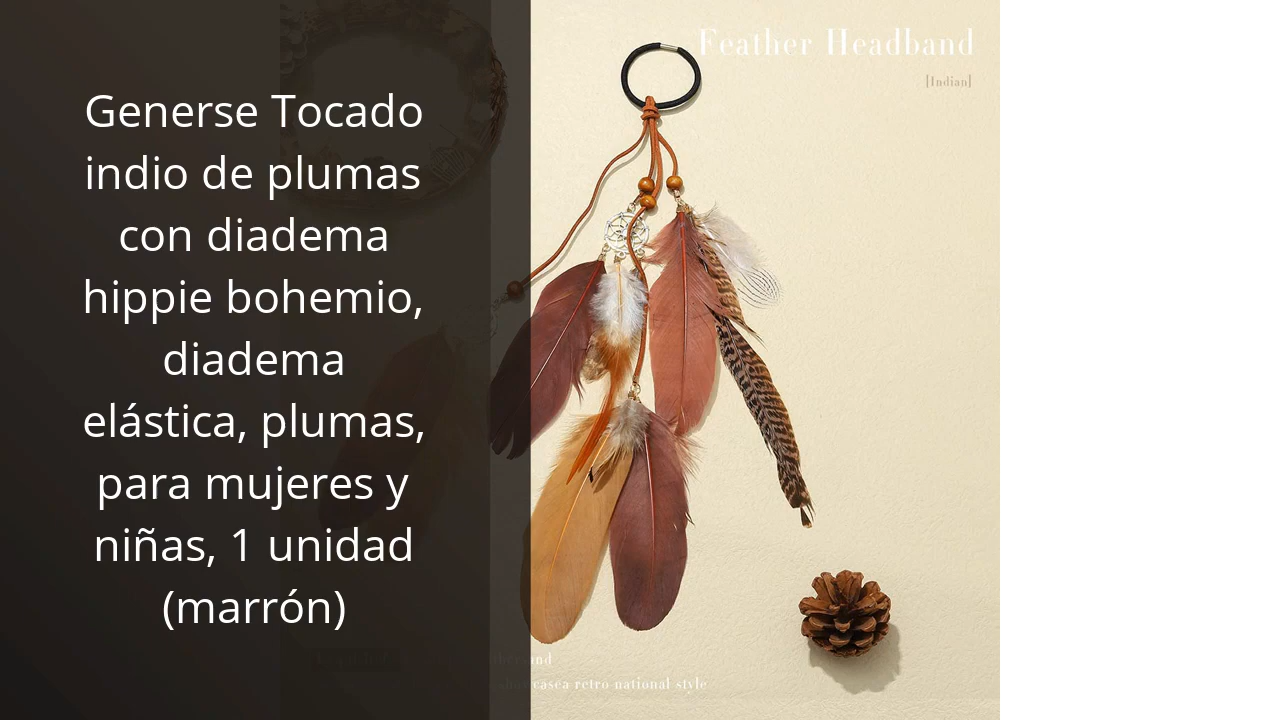 Generse Tocado
indio de plumas
con diadema
hippie bohemio,
diadema
elástica, plumas,
para mujeres y
niñas, 1 unidad
(marrón)
Feather Headband
[Indian]
retro national style